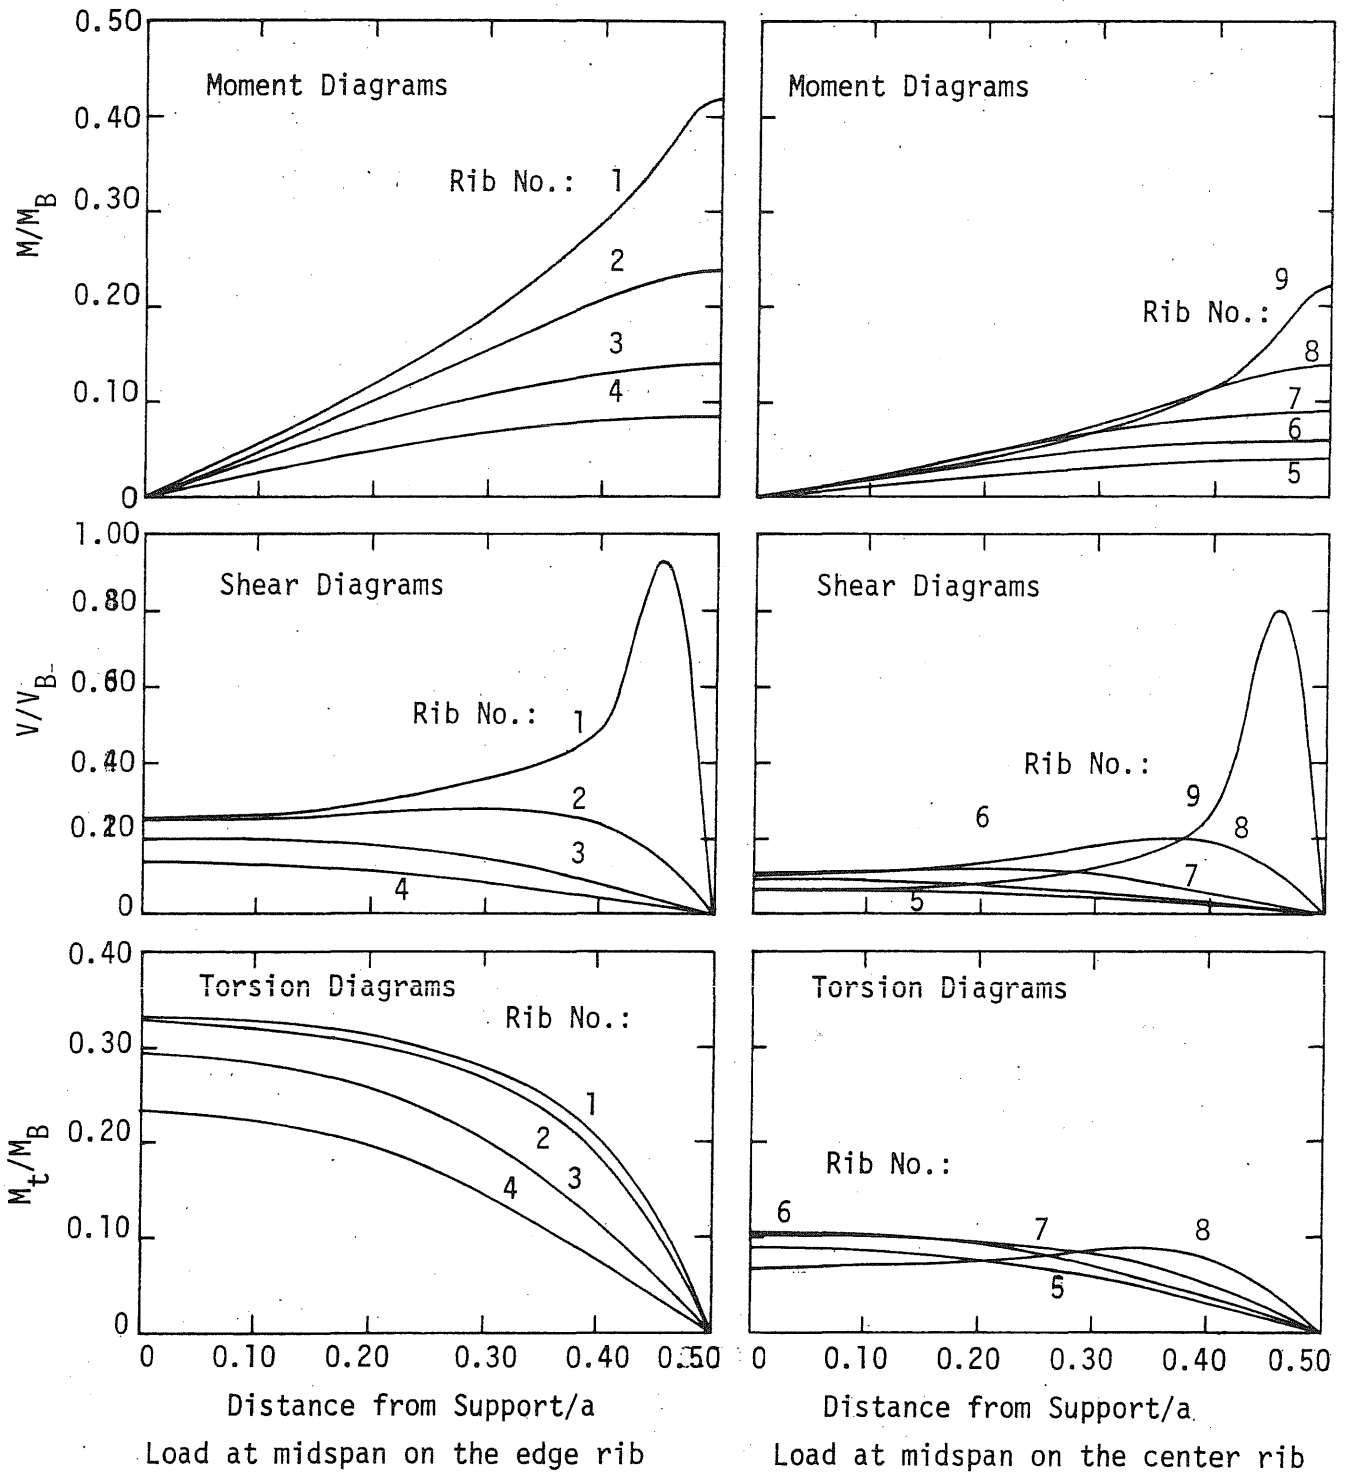 0.50
0.40
0.30
0.20
0.10
0
M/M_B
Moment Diagrams
Rib No.: 1
2
3
4
Moment Diagrams
9
Rib No.:
8
7
6
5
1.00
0.80
0.60
0.40
0.20
0
V/V_B
Shear Diagrams
Rib No.: 1
2
3
4
Shear Diagrams
Rib No.:
9
6
8
7
5
0.40
0.30
0.20
0.10
0
M_t/M_B
Torsion Diagrams
Rib No.:
1
2
3
4
Torsion Diagrams
Rib No.:
6
7
8
5
0 0.10 0.20 0.30 0.40 0.50
0 0.10 0.20 0.30 0.40 0.50
Distance from Support/a
Distance from Support/a
Load at midspan on the edge rib
Load at midspan on the center rib